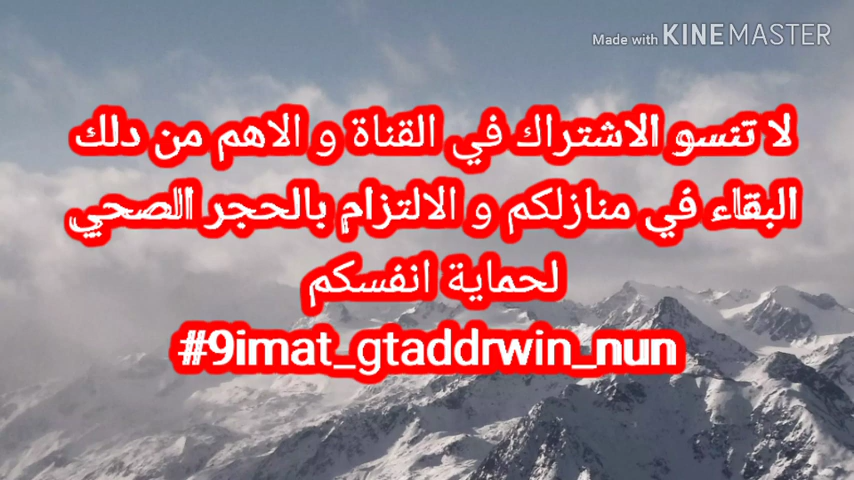 Made with KINEMASTER
لا تتسو الاشتراك في القناة و الاهم من دلك
البقاء في منازلكم و الالتزام بالحجر الصحي
لحماية انفسكم
#9imat_gtaddrwin_nun